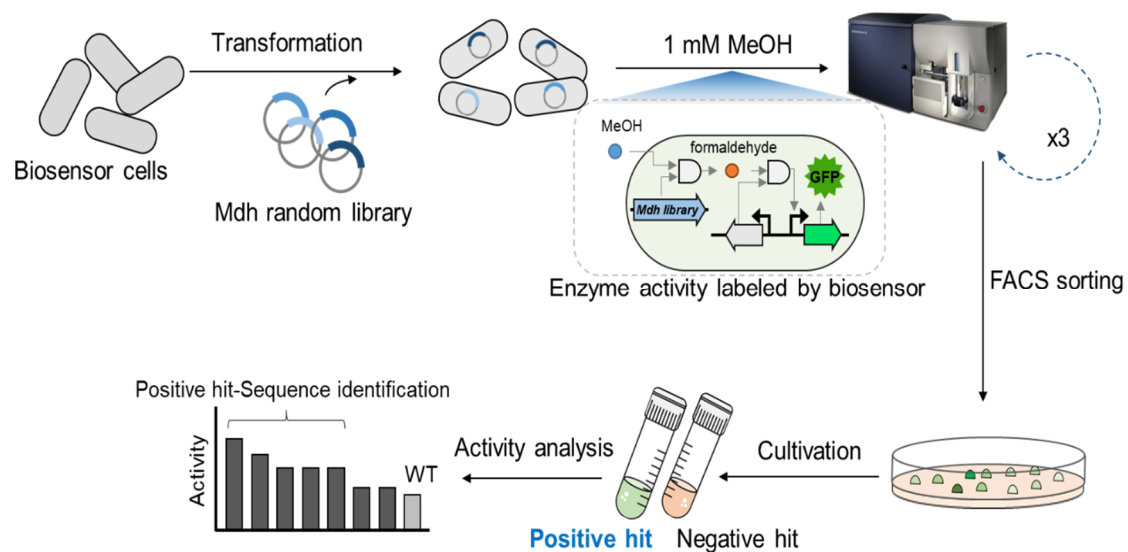 Transformation
Biosensor cells
Mdh random library
1 mM MeOH
x3
MeOH
formaldehyde
GFP
Mdh library
Enzyme activity labeled by biosensor
FACS sorting
Positive hit-Sequence identification
Activity
WT
Activity analysis
Cultivation
Positive hit
Negative hit